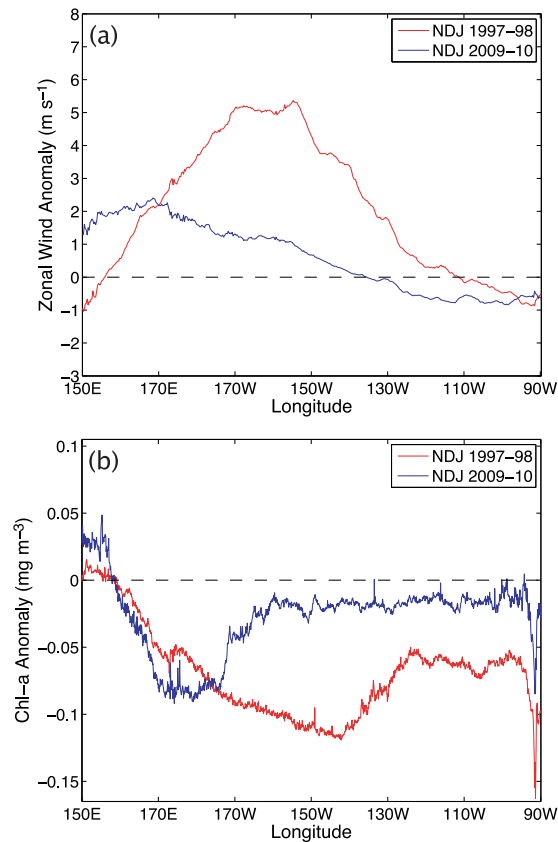 (a)
NDJ 1997−98
NDJ 2009−10
Zonal Wind Anomaly (m s⁻¹)
8
7
6
5
4
3
2
1
0
−1
−2
−3
150E 170E 170W 150W 130W 110W 90W
Longitude
(b)
NDJ 1997−98
NDJ 2009−10
Chl−a Anomaly (mg m⁻³)
0.1
0.05
0
−0.05
−0.1
−0.15
150E 170E 170W 150W 130W 110W 90W
Longitude